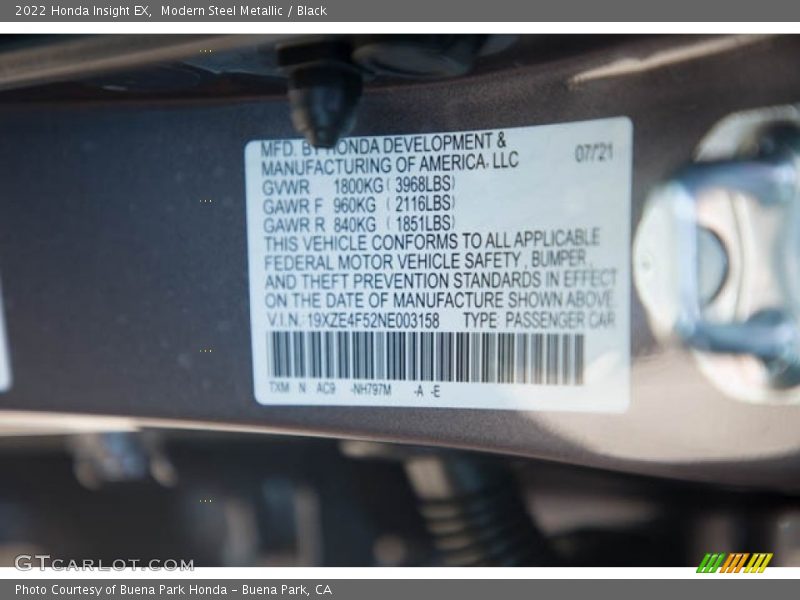 2022 Honda Insight EX, Modern Steel Metallic / Black
MFD. BY HONDA DEVELOPMENT &
MANUFACTURING OF AMERICA, LLC 07/21
GVWR 1800KG ( 3968LBS)
GAWR F 960KG ( 2116LBS)
GAWR R 840KG ( 1851LBS)
THIS VEHICLE CONFORMS TO ALL APPLICABLE
FEDERAL MOTOR VEHICLE SAFETY, BUMPER,
AND THEFT PREVENTION STANDARDS IN EFFECT
ON THE DATE OF MANUFACTURE SHOWN ABOVE.
V.I.N.: 19XZE4F52NE003158 TYPE PASSENGER CAR
TXM N AC9 -NH797M -A -E
GTCARLOT.COM
Photo Courtesy of Buena Park Honda - Buena Park, CA